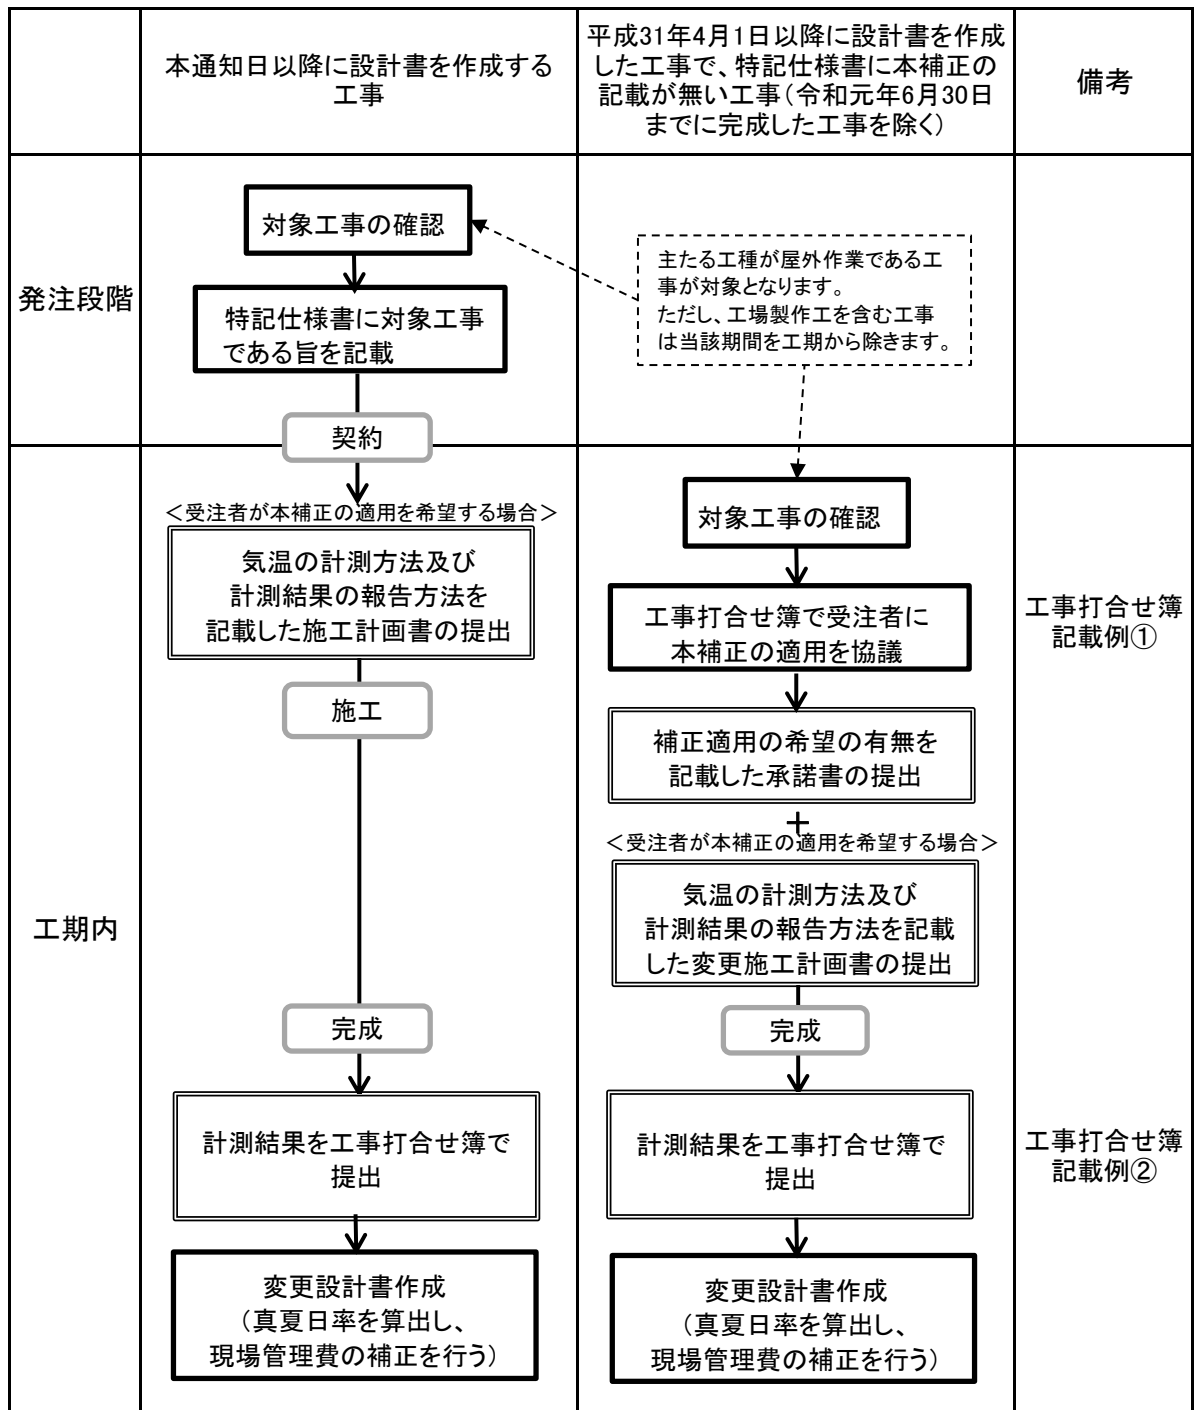 本通知日以降に設計書を作成する
工事
平成31年4月1日以降に設計書を作成
した工事で、特記仕様書に本補正の
記載が無い工事(令和元年6月30日
までに完成した工事を除く)
備考
発注段階
対象工事の確認
特記仕様書に対象工事
である旨を記載
契約
主たる工種が屋外作業である工
事が対象となります。
ただし、工場製作工を含む工事
は当該期間を工期から除きます。
工期内
<受注者が本補正の適用を希望する場合>
気温の計測方法及び
計測結果の報告方法を
記載した施工計画書の提出
施工
完成
計測結果を工事打合せ簿で
提出
変更設計書作成
(真夏日率を算出し、
現場管理費の補正を行う)
対象工事の確認
工事打合せ簿で受注者に
本補正の適用を協議
補正適用の希望の有無を
記載した承諾書の提出
+
<受注者が本補正の適用を希望する場合>
気温の計測方法及び
計測結果の報告方法を記載
した変更施工計画書の提出
完成
計測結果を工事打合せ簿で
提出
変更設計書作成
(真夏日率を算出し、
現場管理費の補正を行う)
工事打合せ簿
記載例①
工事打合せ簿
記載例②